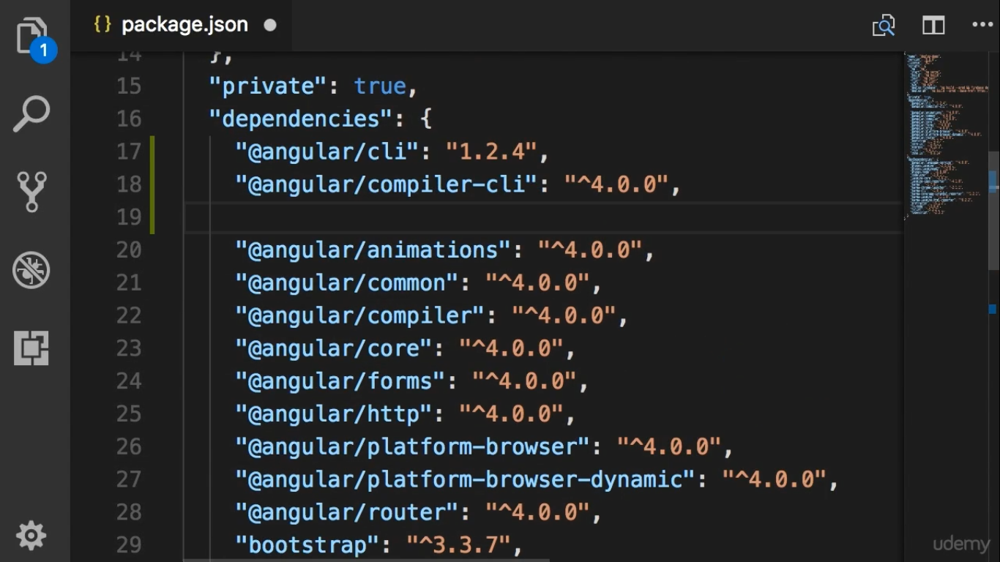 {} package.json
1
14 },
15 "private": true,
16 "dependencies": {
17 "@angular/cli": "1.2.4",
18 "@angular/compiler-cli": "^4.0.0",
19
20 "@angular/animations": "^4.0.0",
21 "@angular/common": "^4.0.0",
22 "@angular/compiler": "^4.0.0",
23 "@angular/core": "^4.0.0",
24 "@angular/forms": "^4.0.0",
25 "@angular/http": "^4.0.0",
26 "@angular/platform-browser": "^4.0.0",
27 "@angular/platform-browser-dynamic": "^4.0.0",
28 "@angular/router": "^4.0.0",
29 "bootstrap": "^3.3.7",
udemy